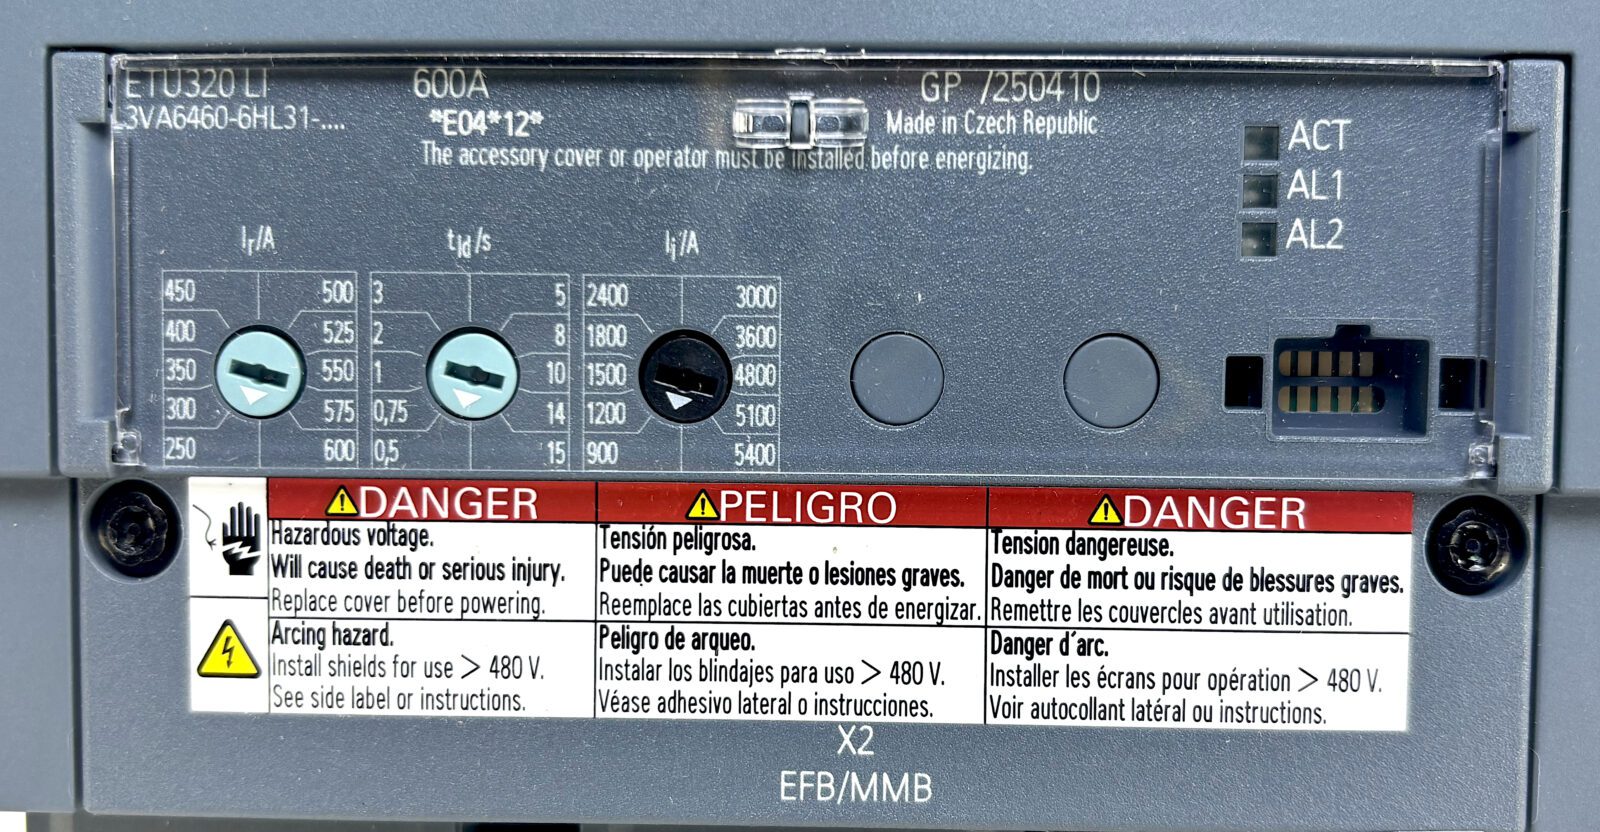 ETU320 LI 600A GP /250410
3VA6460-6HL31-.... *E04*12* Made in Czech Republic
The accessory cover or operator must be installed before energizing.
ACT
AL1
AL2
Ir/A tld/s Ii/A
450 500 3 5 2400 3000
400 525 2 8 1800 3600
350 550 1 10 1500 4800
300 575 0,75 14 1200 5100
250 600 0,5 15 900 5400
DANGER
Hazardous voltage.
Will cause death or serious injury.
Replace cover before powering.
Arcing hazard.
Install shields for use > 480 V.
See side label or instructions.
PELIGRO
Tensión peligrosa.
Puede causar la muerte o lesiones graves.
Reemplace las cubiertas antes de energizar.
Peligro de arqueo.
Instalar los blindajes para uso > 480 V.
Véase adhesivo lateral o instrucciones.
DANGER
Tension dangereuse.
Danger de mort ou risque de blessures graves.
Remettre les couvercles avant utilisation.
Danger d´arc.
Installer les écrans pour opération > 480 V.
Voir autocollant latéral ou instructions.
X2
EFB/MMB